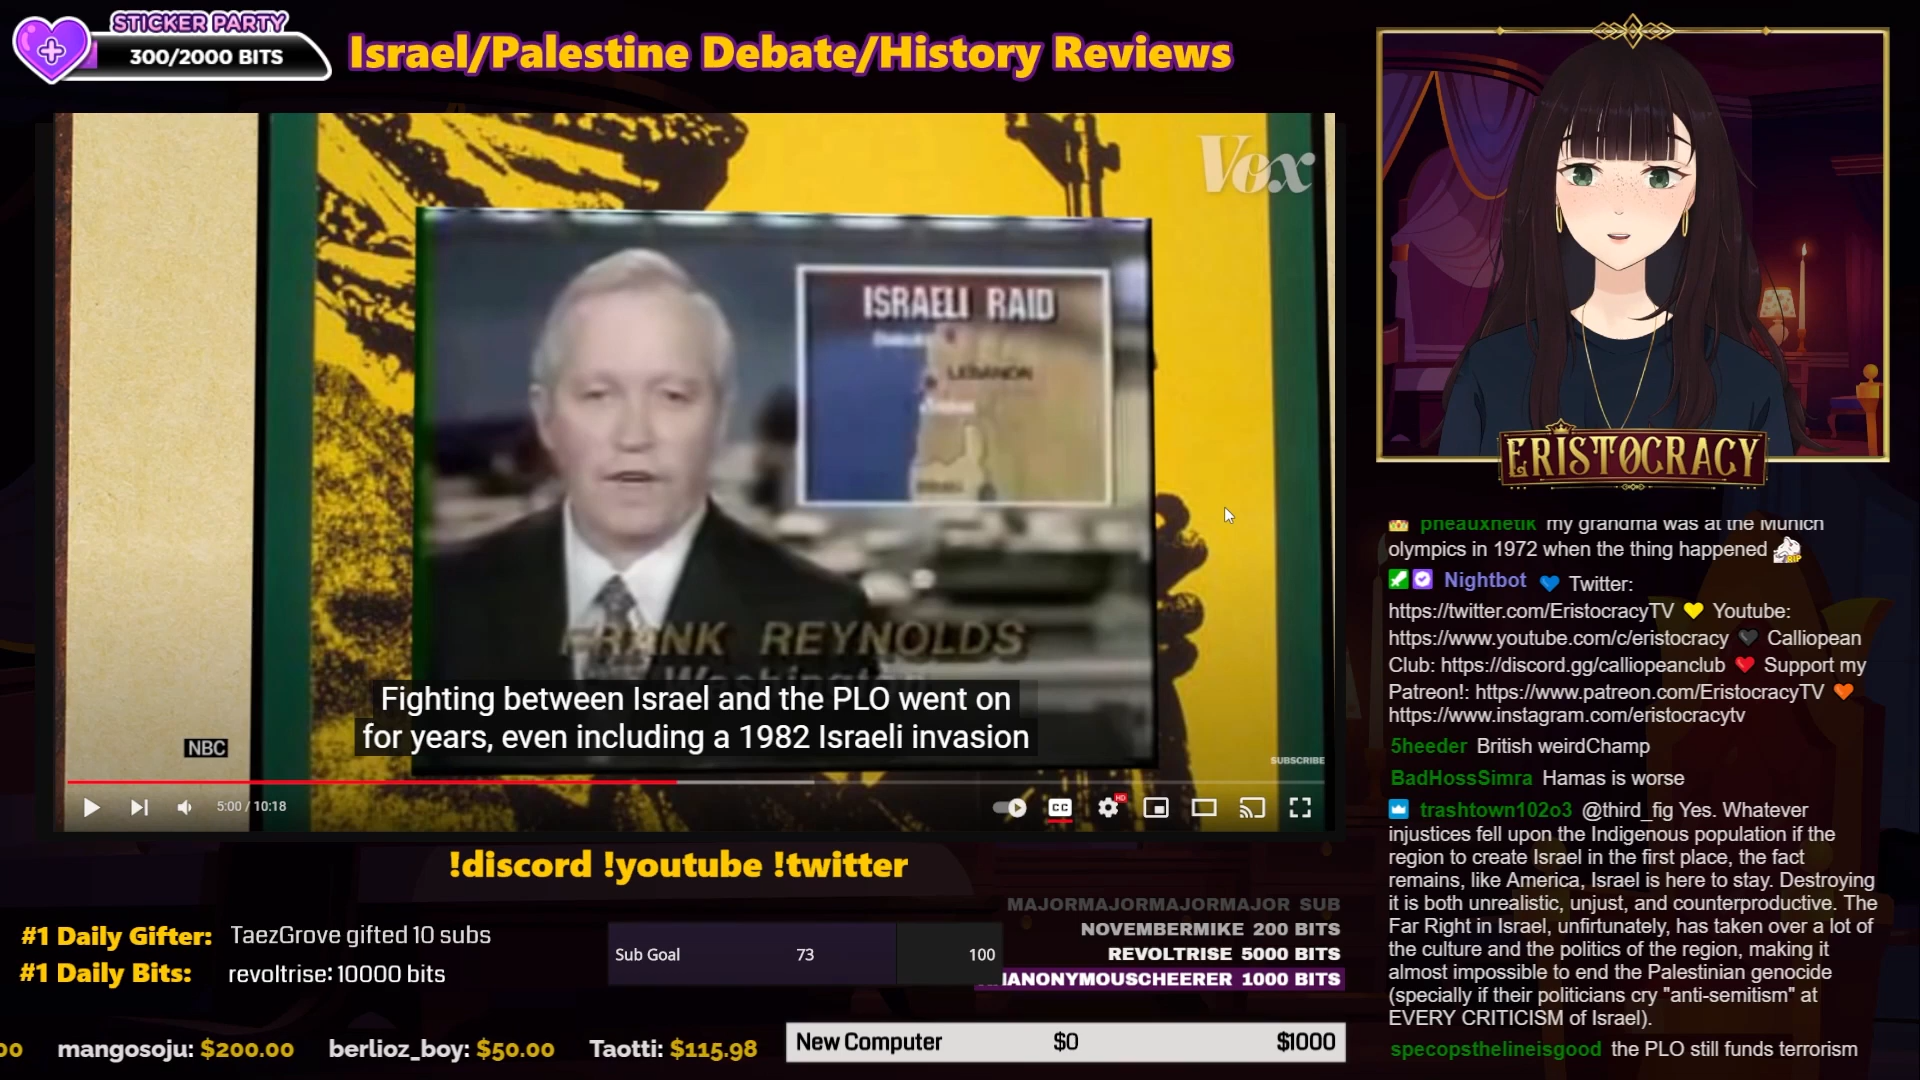 STICKER PARTY
300/2000 BITS
Israel/Palestine Debate/History Reviews
Vox
ISRAELI RAID
LEBANON
FRANK REYNOLDS
Washington
Fighting between Israel and the PLO went on
for years, even including a 1982 Israeli invasion
NBC
SUBSCRIBE
5:00 / 10:18
CC
HD
!discord !youtube !twitter
#1 Daily Gifter: TaezGrove gifted 10 subs
#1 Daily Bits: revoltrise: 10000 bits
Sub Goal 73 100
MAJORMAJORMAJORMAJOR SUB
NOVEMBERMIKE 200 BITS
REVOLTRISE 5000 BITS
ANONYMOUSCHEERER 1000 BITS
00 mangosoju: $200.00 berlioz_boy: $50.00 Taotti: $115.98
New Computer $0 $1000
ERISTOCRACY
pheauxnetik my grandma was at the Munich
olympics in 1972 when the thing happened
RIP
Nightbot Twitter:
https://twitter.com/EristocracyTV Youtube:
https://www.youtube.com/c/eristocracy Calliopean
Club: https://discord.gg/calliopeanclub Support my
Patreon!: https://www.patreon.com/EristocracyTV
https://www.instagram.com/eristocracytv
5heeder British weirdChamp
BadHossSimra Hamas is worse
trashtown102o3 @third_fig Yes. Whatever
injustices fell upon the Indigenous population if the
region to create Israel in the first place, the fact
remains, like America, Israel is here to stay. Destroying
it is both unrealistic, unjust, and counterproductive. The
Far Right in Israel, unfirtunately, has taken over a lot of
the culture and the politics of the region, making it
almost impossible to end the Palestinian genocide
(specially if their politicians cry "anti-semitism" at
EVERY CRITICISM of Israel).
specopsthelineisgood the PLO still funds terrorism